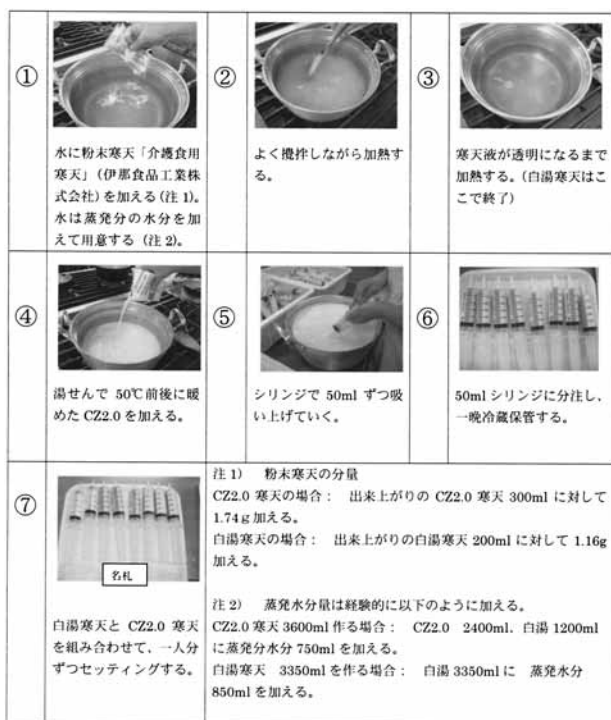 ①
水に粉末寒天「介護食用
寒天」(伊那食品工業株
式会社)を加える(注 1)。
水は蒸発分の水分を加
えて用意する(注 2)。
②
よく攪拌しながら加熱す
る。
③
寒天液が透明になるまで
加熱する。(白湯寒天はこ
こで終了)
④
湯せんで 50℃前後に暖
めた CZ2.0 を加える。
⑤
シリンジで 50ml ずつ吸
い上げていく。
⑥
50ml シリンジに分注し、
一晩冷蔵保管する。
⑦
名札
白湯寒天と CZ2.0 寒天
を組み合わせて、一人分
ずつセッティングする。
注 1) 粉末寒天の分量
CZ2.0 寒天の場合: 出来上がりの CZ2.0 寒天 300ml に対して
1.74g 加える。
白湯寒天の場合: 出来上がりの白湯寒天 200ml に対して 1.16g
加える。
注 2) 蒸発水分量は経験的に以下のように加える。
CZ2.0 寒天 3600ml 作る場合: CZ2.0 2400ml、白湯 1200ml
に蒸発分水分 750ml を加える。
白湯寒天 3350ml を作る場合: 白湯 3350ml に 蒸発水分
850ml を加える。